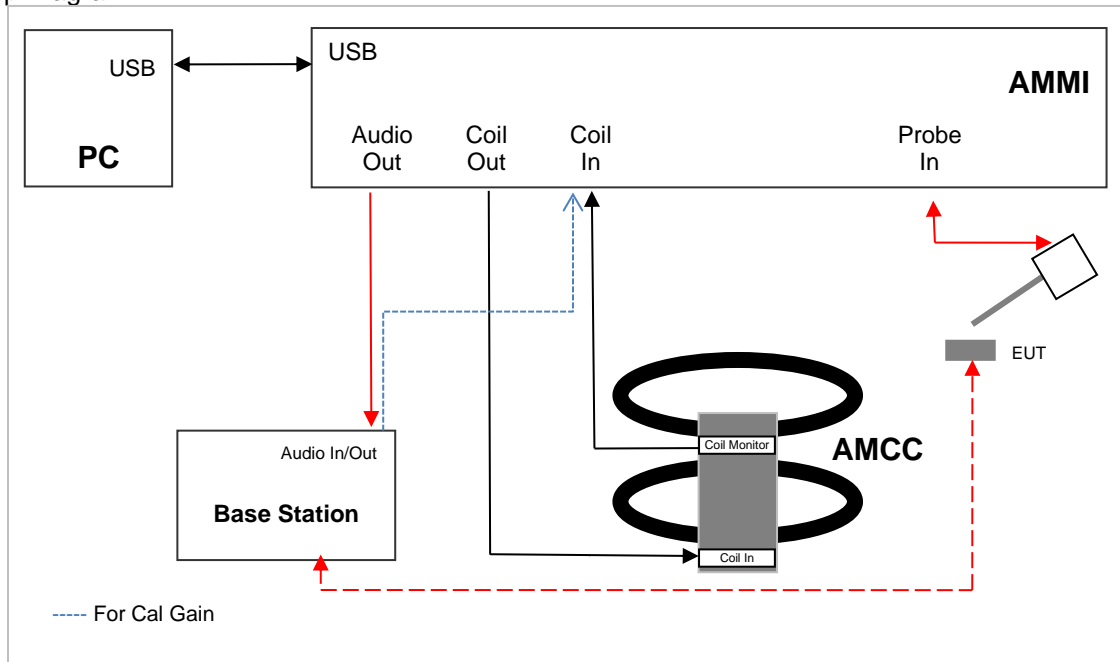 USB
USB
AMMI
PC
Audio
Out
Coil
Out
Coil
In
Probe
In
EUT
Coil Monitor
AMCC
Audio In/Out
Base Station
Coil In
For Cal Gain